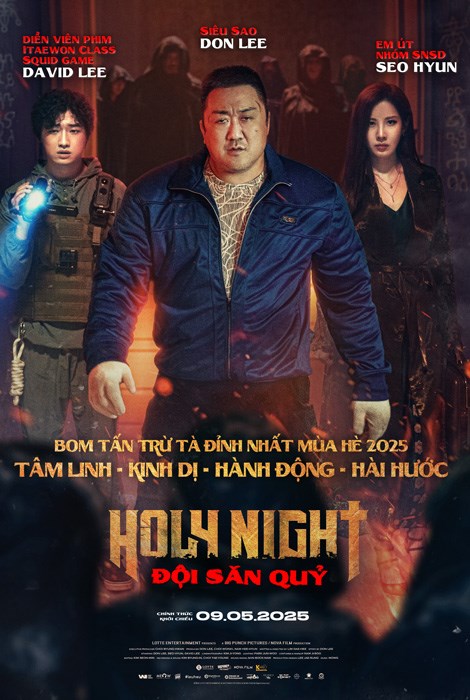 DIỄN VIÊN PHIM
ITAEWON CLASS
SQUID GAME
DAVID LEE
SIÊU SAO
DON LEE
EM ÚT
NHÓM SNSD
SEO HYUN
BOM TẤN TRỪ TÀ ĐỈNH NHẤT MÙA HÈ 2025
TÂM LINH - KINH DỊ - HÀNH ĐỘNG - HÀI HƯỚC
HOLY NIGHT
ĐỘI SĂN QUỶ
CHÍNH THỨC
KHỞI CHIẾU
09.05.2025